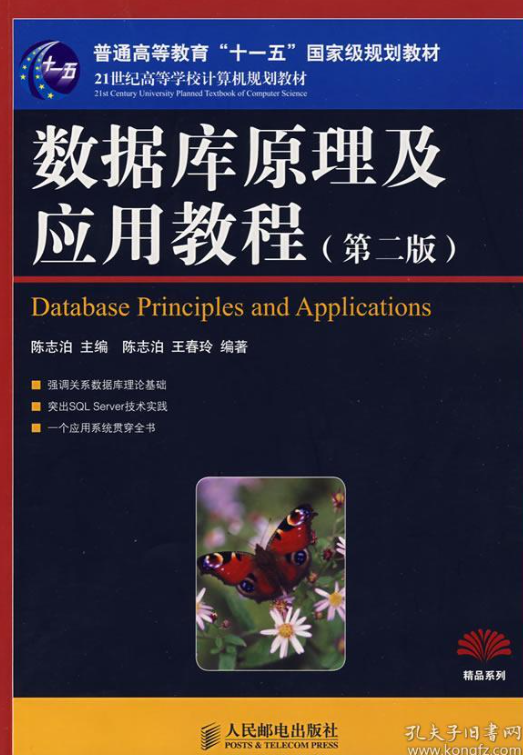 十一五
普通高等教育“十一五”国家级规划教材
21世纪高等学校计算机规划教材
21st Century University Planned Textbook of Computer Science
数据库原理及
应用教程（第二版）
Database Principles and Applications
陈志泊 主编 陈志泊 王春玲 编著
强调关系数据库理论基础
突出SQL Server技术实践
一个应用系统贯穿全书
精品系列
人民邮电出版社
POSTS & TELECOM PRESS
孔夫子旧书网
www.kongfz.com